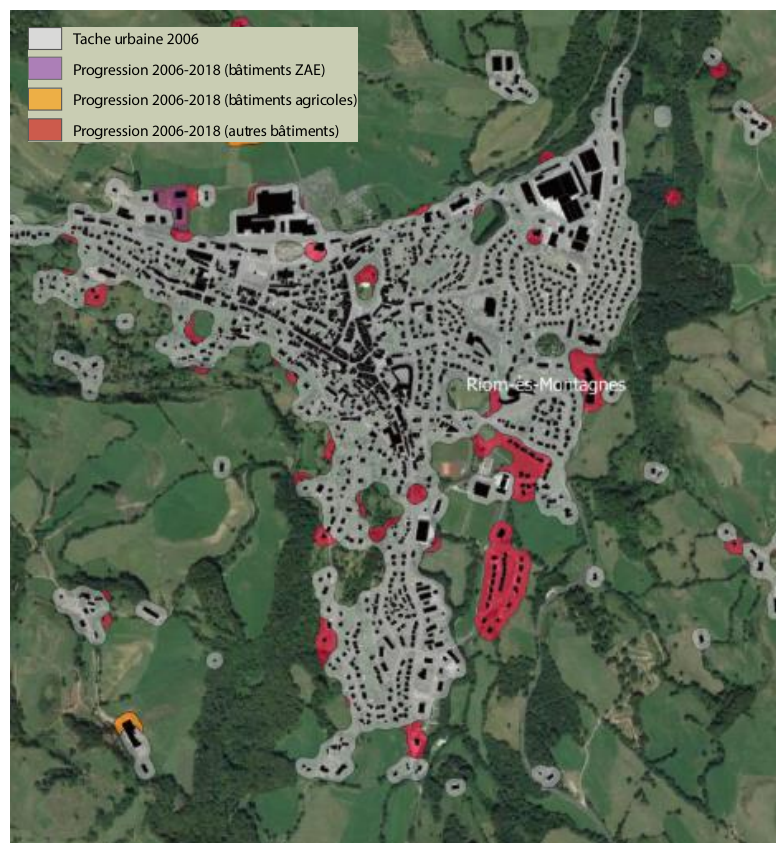 Tache urbaine 2006
Progression 2006-2018 (bâtiments ZAE)
Progression 2006-2018 (bâtiments agricoles)
Progression 2006-2018 (autres bâtiments)
Riom-ès-Montagnes